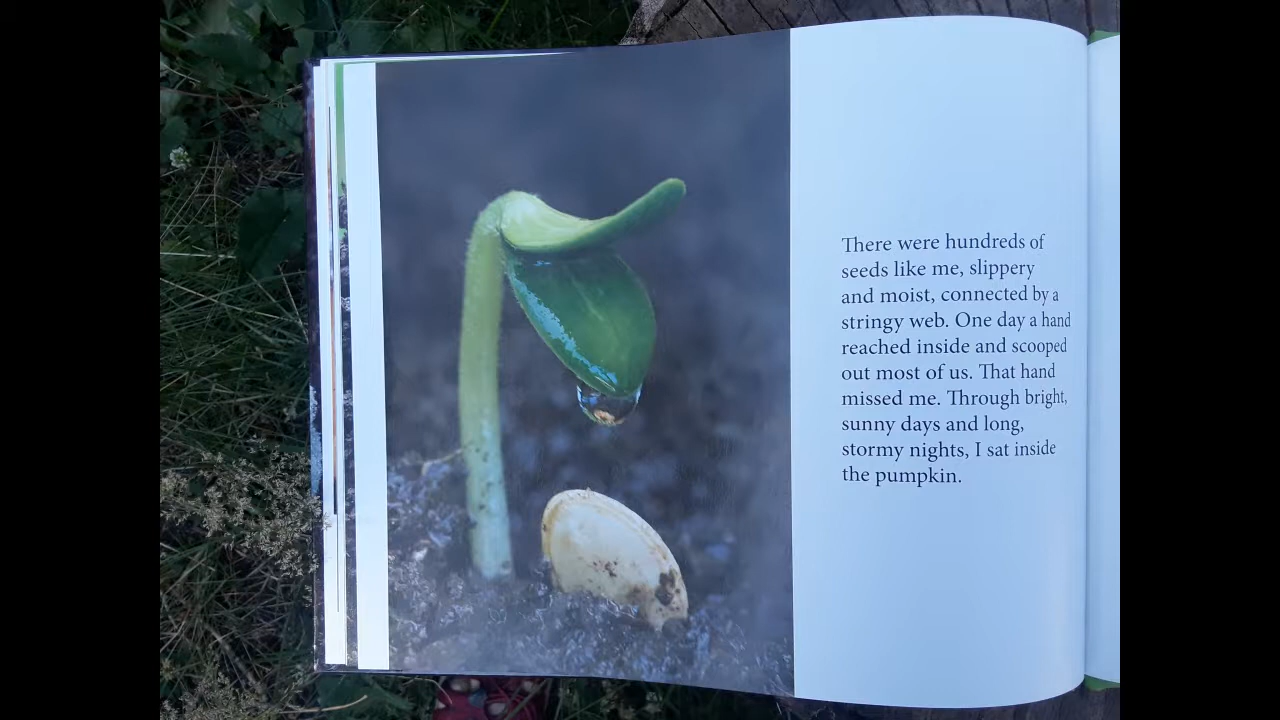 There were hundreds of
seeds like me, slippery
and moist, connected by a
stringy web. One day a hand
reached inside and scooped
out most of us. That hand
missed me. Through bright,
sunny days and long,
stormy nights, I sat inside
the pumpkin.